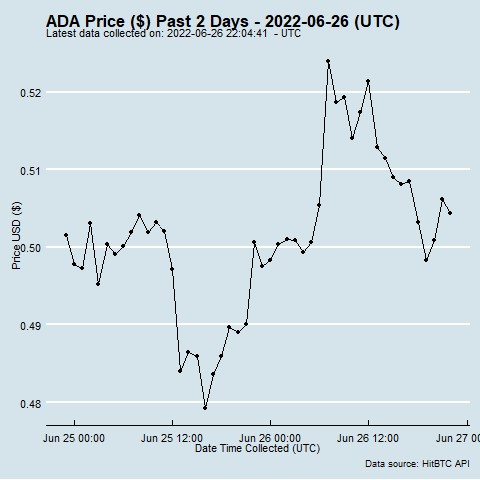 ADA Price ($) Past 2 Days - 2022-06-26 (UTC)
Latest data collected on: 2022-06-26 22:04:41 - UTC
0.52
0.51
0.50
0.49
0.48
Price USD ($)
Jun 25 00:00 Jun 25 12:00 Jun 26 00:00 Jun 26 12:00 Jun 27 00
Date Time Collected (UTC)
Data source: HitBTC API